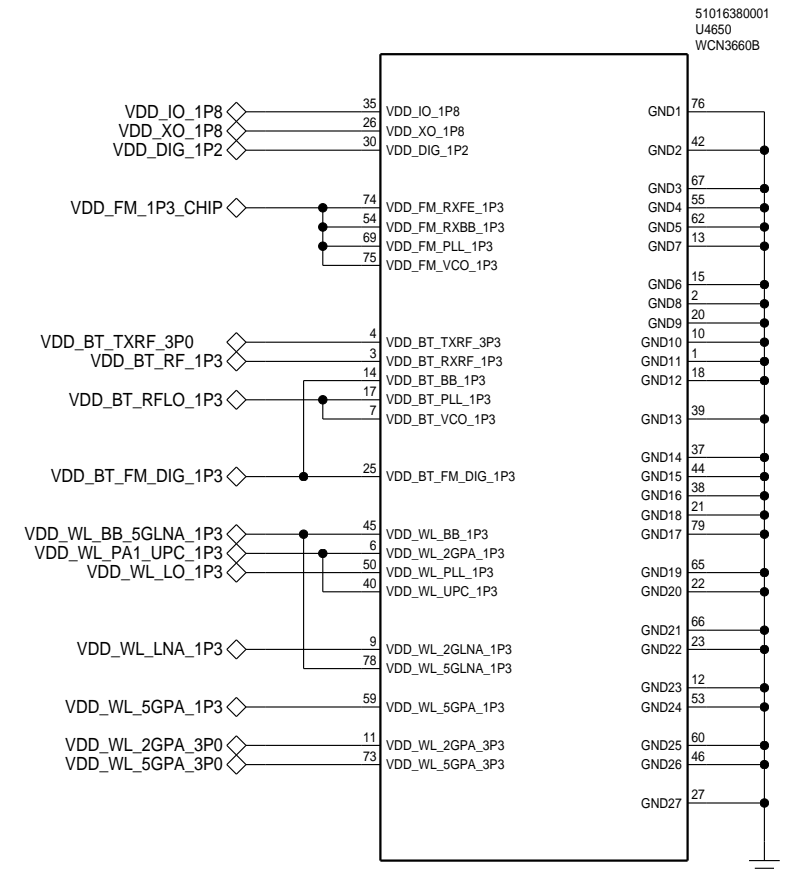 51016380001
U4650
WCN3660B
VDD_IO_1P8 35 VDD_IO_1P8 GND1 76
VDD_XO_1P8 26 VDD_XO_1P8
VDD_DIG_1P2 30 VDD_DIG_1P2 GND2 42
GND3 67
VDD_FM_1P3_CHIP 74 VDD_FM_RXFE_1P3 GND4 55
54 VDD_FM_RXBB_1P3 GND5 62
69 VDD_FM_PLL_1P3 GND7 13
75 VDD_FM_VCO_1P3
GND6 15
GND8 2
GND9 20
VDD_BT_TXRF_3P0 4 VDD_BT_TXRF_3P3 GND10 10
VDD_BT_RF_1P3 3 VDD_BT_RXRF_1P3 GND11 1
14 VDD_BT_BB_1P3 GND12 18
VDD_BT_RFLO_1P3 17 VDD_BT_PLL_1P3
7 VDD_BT_VCO_1P3 GND13 39
GND14 37
VDD_BT_FM_DIG_1P3 25 VDD_BT_FM_DIG_1P3 GND15 44
GND16 38
GND18 21
VDD_WL_BB_5GLNA_1P3 45 VDD_WL_BB_1P3 GND17 79
VDD_WL_PA1_UPC_1P3 6 VDD_WL_2GPA_1P3
VDD_WL_LO_1P3 50 VDD_WL_PLL_1P3 GND19 65
40 VDD_WL_UPC_1P3 GND20 22
GND21 66
VDD_WL_LNA_1P3 9 VDD_WL_2GLNA_1P3 GND22 23
78 VDD_WL_5GLNA_1P3
GND23 12
VDD_WL_5GPA_1P3 59 VDD_WL_5GPA_1P3 GND24 53
VDD_WL_2GPA_3P0 11 VDD_WL_2GPA_3P3 GND25 60
VDD_WL_5GPA_3P0 73 VDD_WL_5GPA_3P3 GND26 46
GND27 27